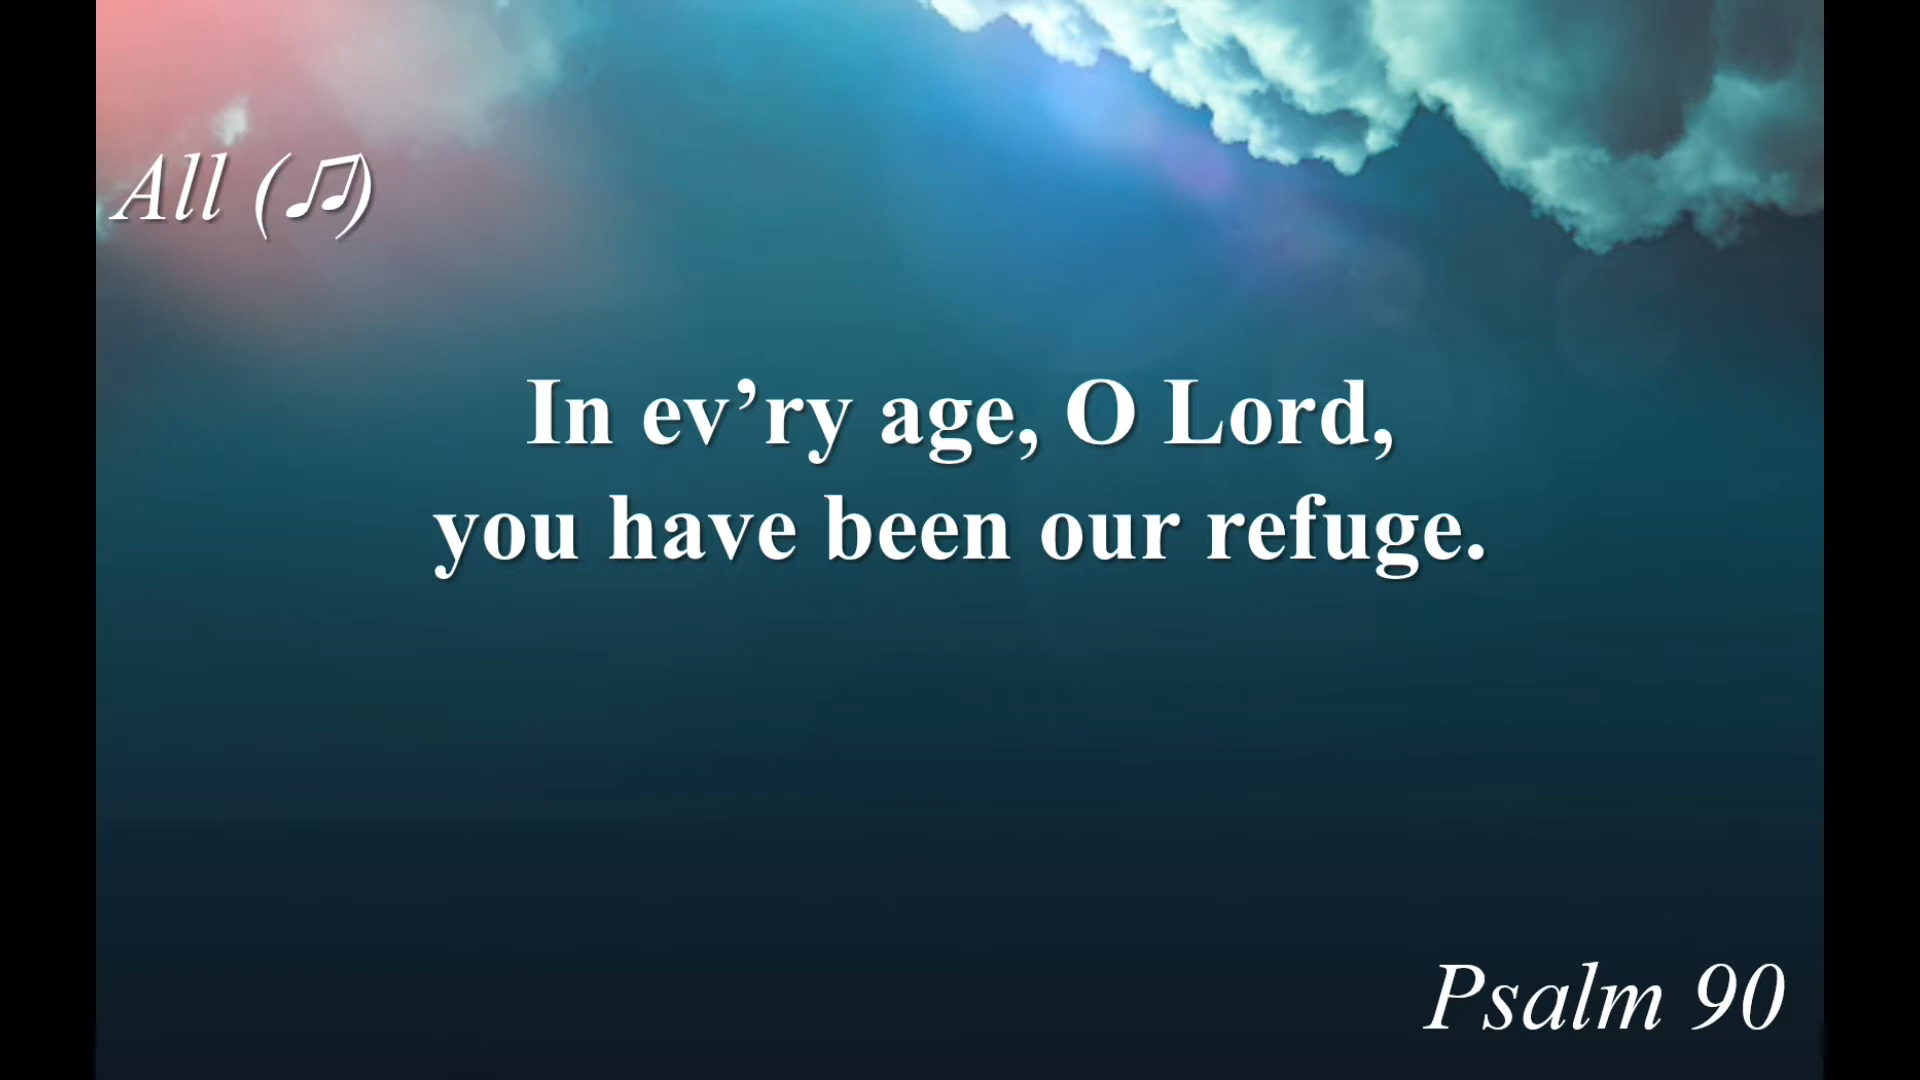 All (♫)
In ev’ry age, O Lord,
you have been our refuge.
Psalm 90